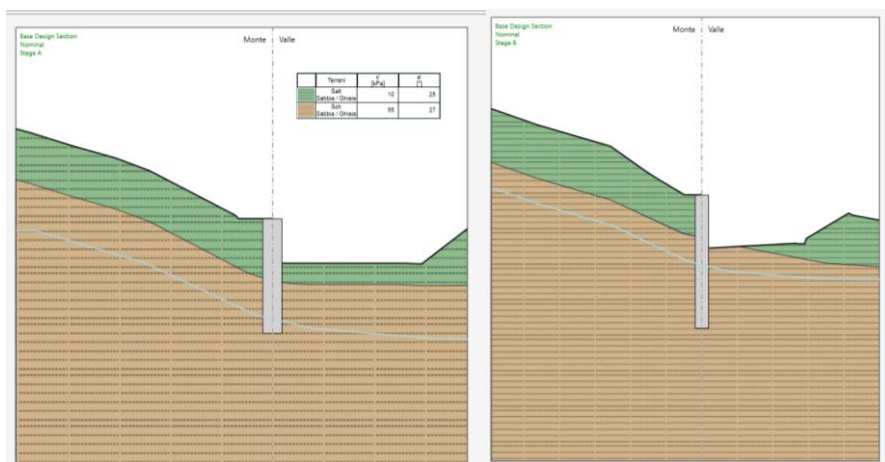 Base Design Section
Nominal
Stage A
Monte Valle
Terreni c' [kPa] ø' [°]
Salt
Sabbia / Ghiaia 10 25
Sch
Sabbia / Ghiaia 27
Base Design Section
Nominal
Stage B
Monte Valle